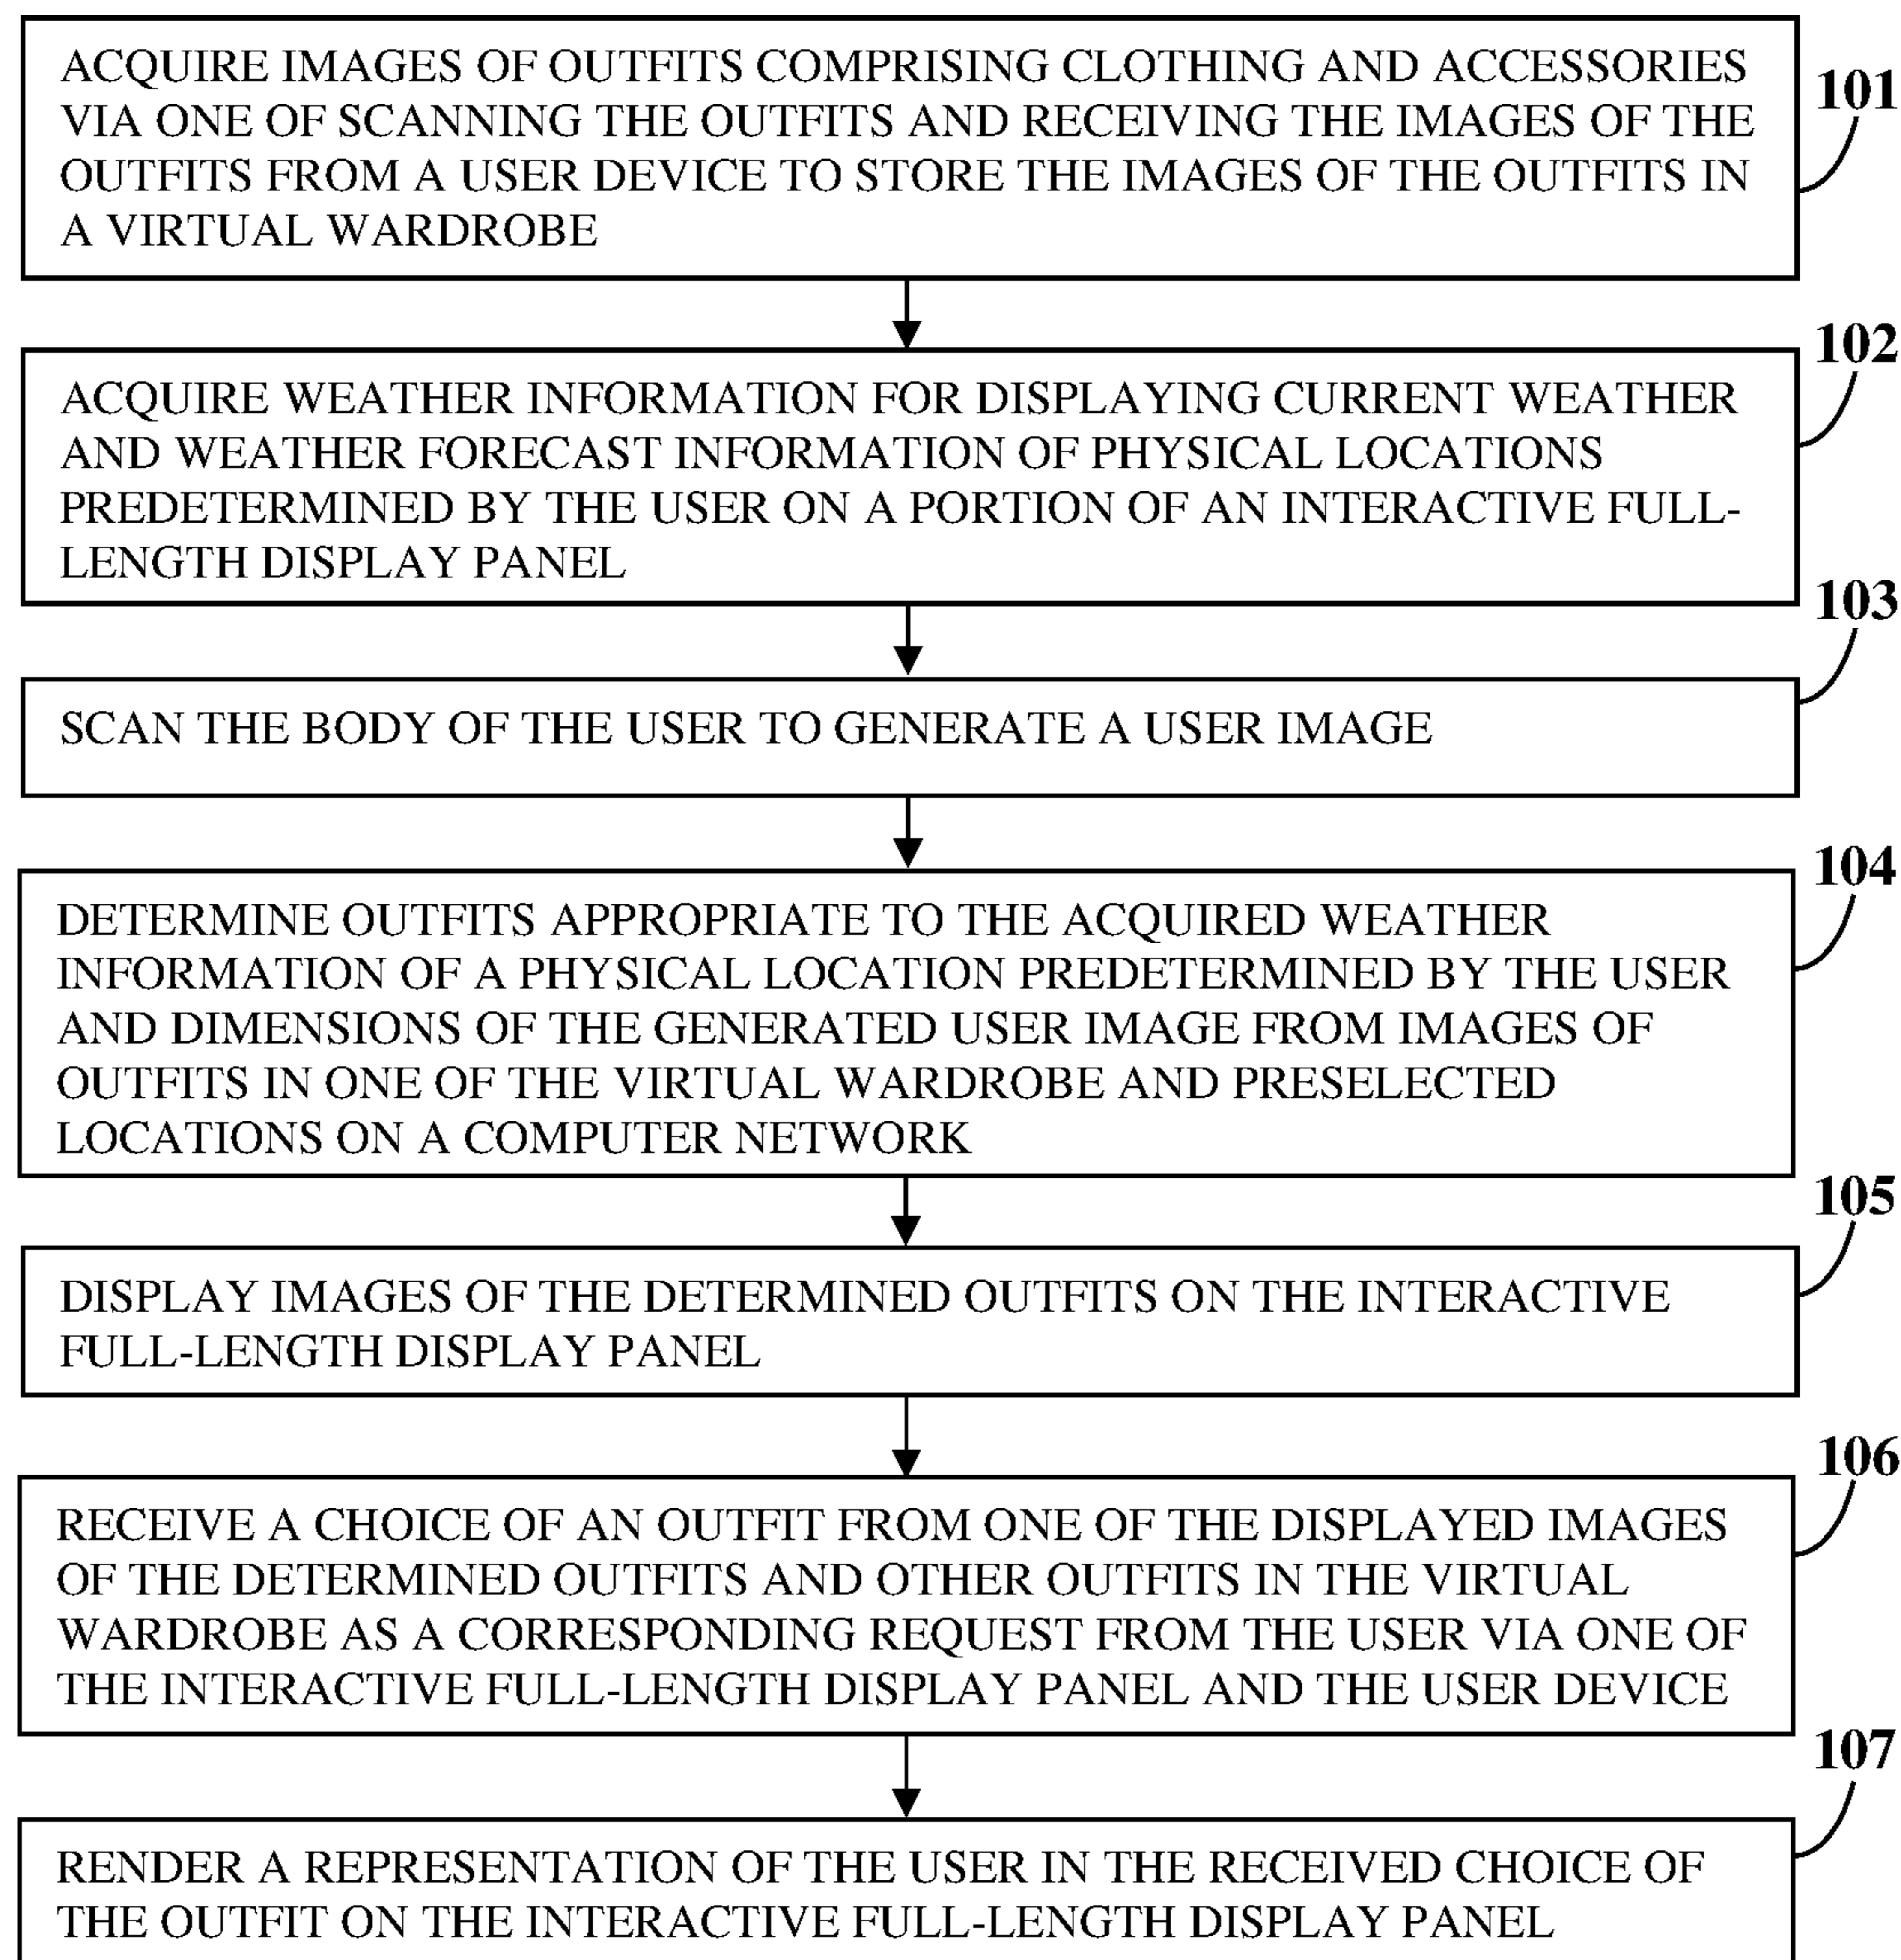 ACQUIRE IMAGES OF OUTFITS COMPRISING CLOTHING AND ACCESSORIES
VIA ONE OF SCANNING THE OUTFITS AND RECEIVING THE IMAGES OF THE
OUTFITS FROM A USER DEVICE TO STORE THE IMAGES OF THE OUTFITS IN
A VIRTUAL WARDROBE
101
ACQUIRE WEATHER INFORMATION FOR DISPLAYING CURRENT WEATHER
AND WEATHER FORECAST INFORMATION OF PHYSICAL LOCATIONS
PREDETERMINED BY THE USER ON A PORTION OF AN INTERACTIVE FULL-
LENGTH DISPLAY PANEL
102
SCAN THE BODY OF THE USER TO GENERATE A USER IMAGE
103
DETERMINE OUTFITS APPROPRIATE TO THE ACQUIRED WEATHER
INFORMATION OF A PHYSICAL LOCATION PREDETERMINED BY THE USER
AND DIMENSIONS OF THE GENERATED USER IMAGE FROM IMAGES OF
OUTFITS IN ONE OF THE VIRTUAL WARDROBE AND PRESELECTED
LOCATIONS ON A COMPUTER NETWORK
104
DISPLAY IMAGES OF THE DETERMINED OUTFITS ON THE INTERACTIVE
FULL-LENGTH DISPLAY PANEL
105
RECEIVE A CHOICE OF AN OUTFIT FROM ONE OF THE DISPLAYED IMAGES
OF THE DETERMINED OUTFITS AND OTHER OUTFITS IN THE VIRTUAL
WARDROBE AS A CORRESPONDING REQUEST FROM THE USER VIA ONE OF
THE INTERACTIVE FULL-LENGTH DISPLAY PANEL AND THE USER DEVICE
106
RENDER A REPRESENTATION OF THE USER IN THE RECEIVED CHOICE OF
THE OUTFIT ON THE INTERACTIVE FULL-LENGTH DISPLAY PANEL
107